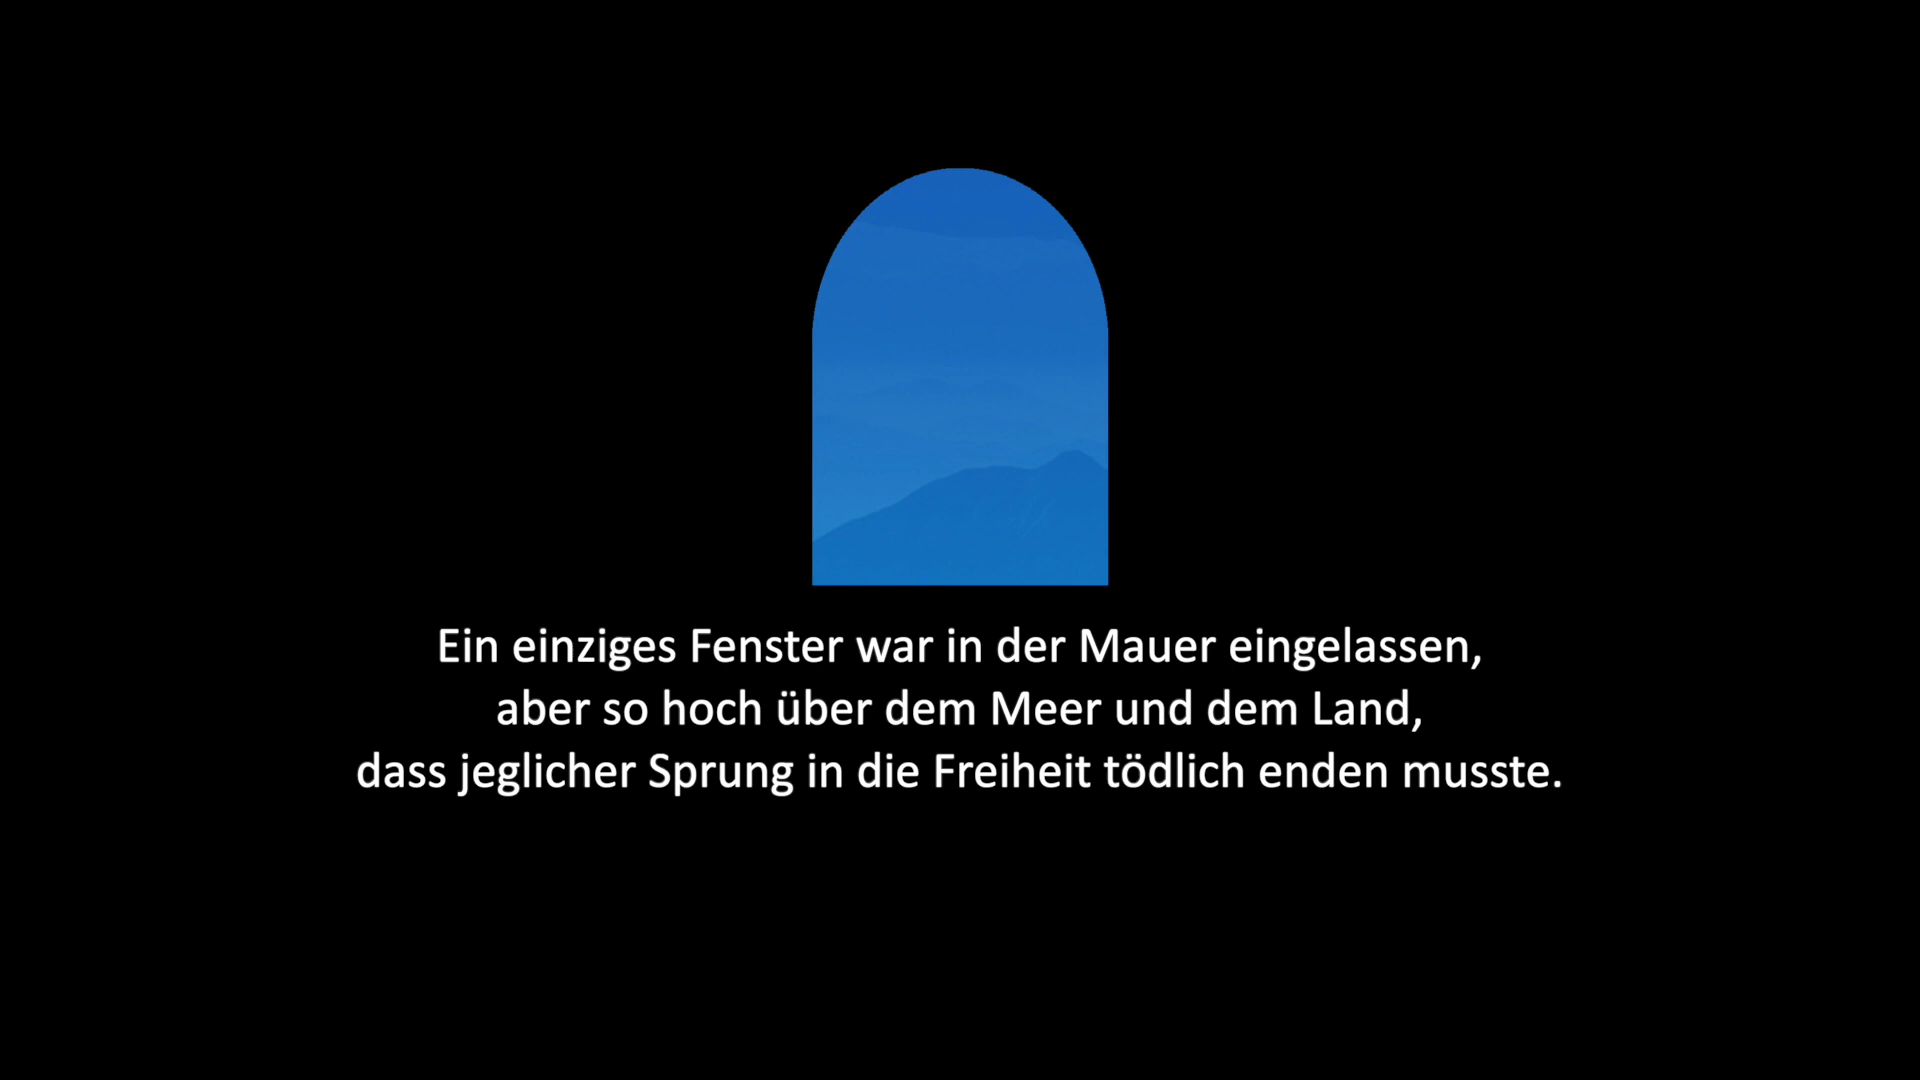 Ein einziges Fenster war in der Mauer eingelassen,
aber so hoch über dem Meer und dem Land,
dass jeglicher Sprung in die Freiheit tödlich enden musste.